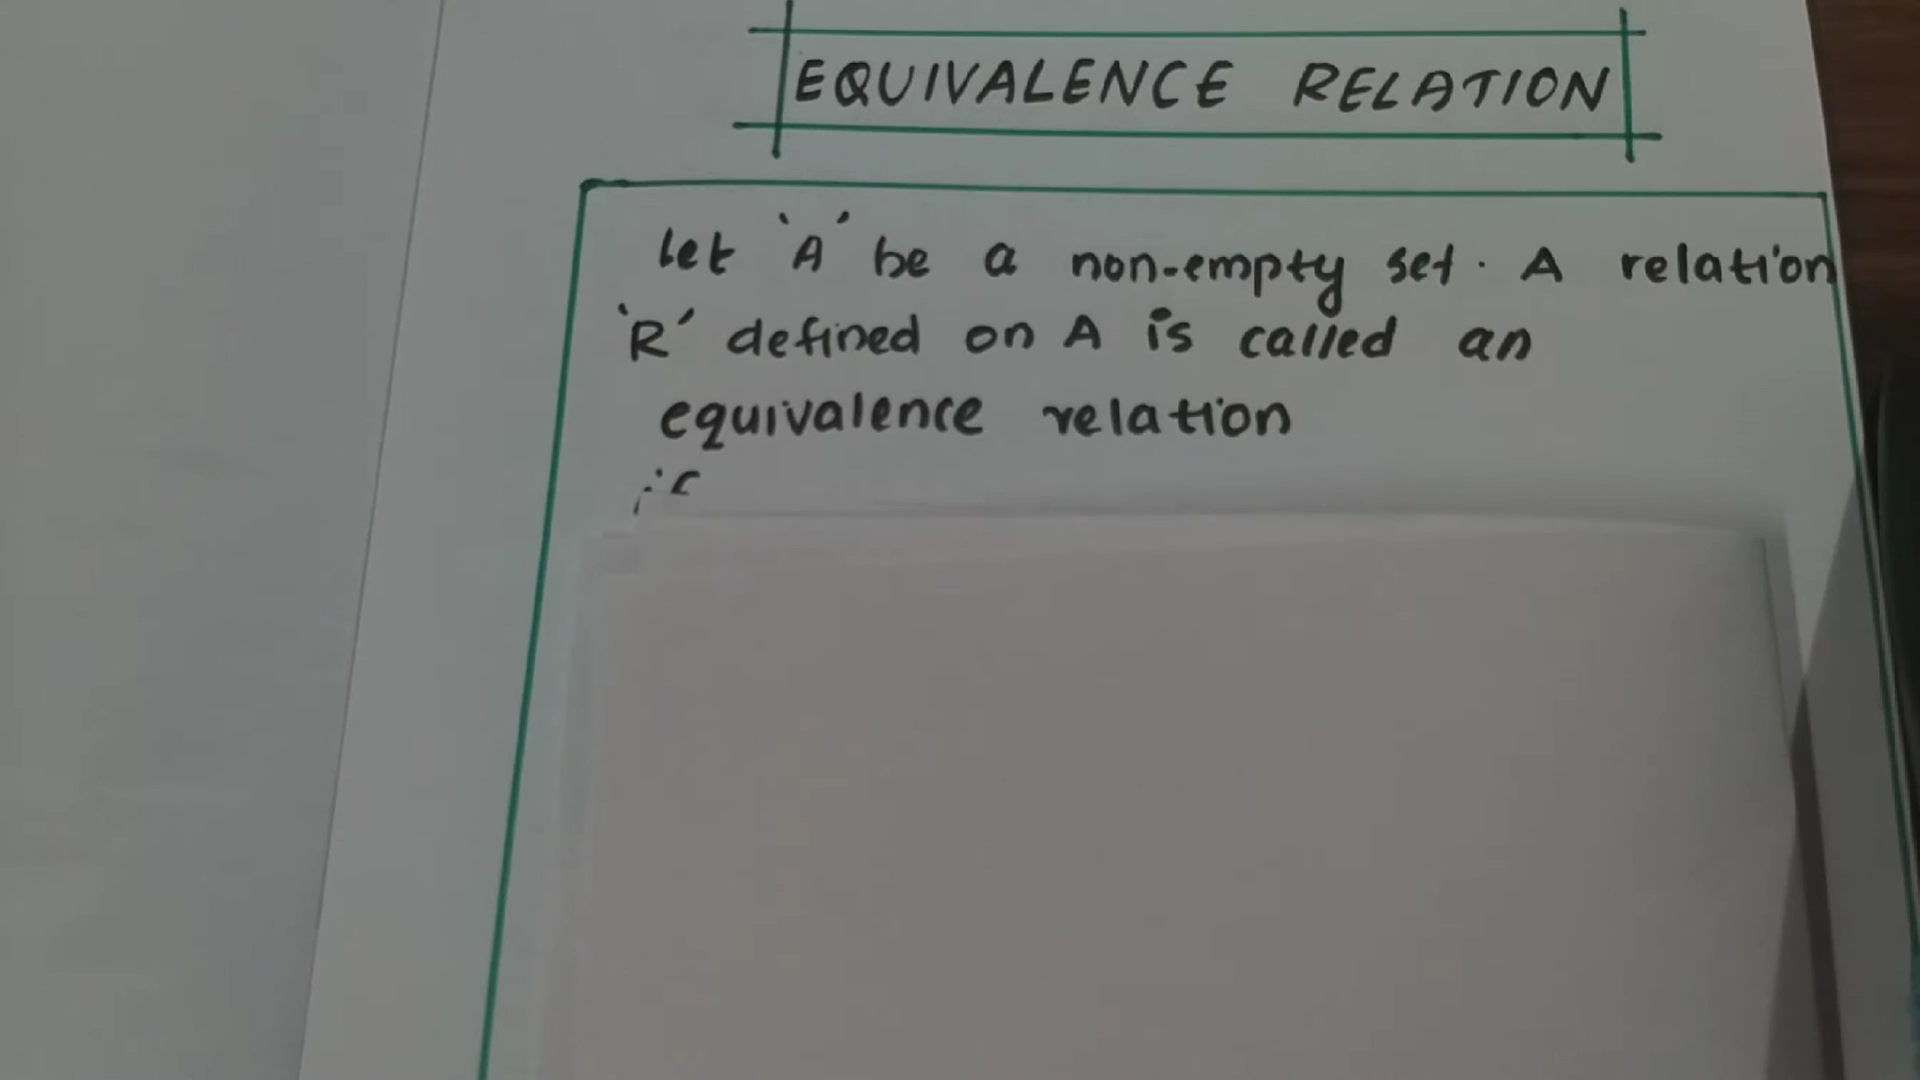 EQUIVALENCE RELATION
Let 'A' be a non-empty set. A relation
'R' defined on A is called an
equivalence relation